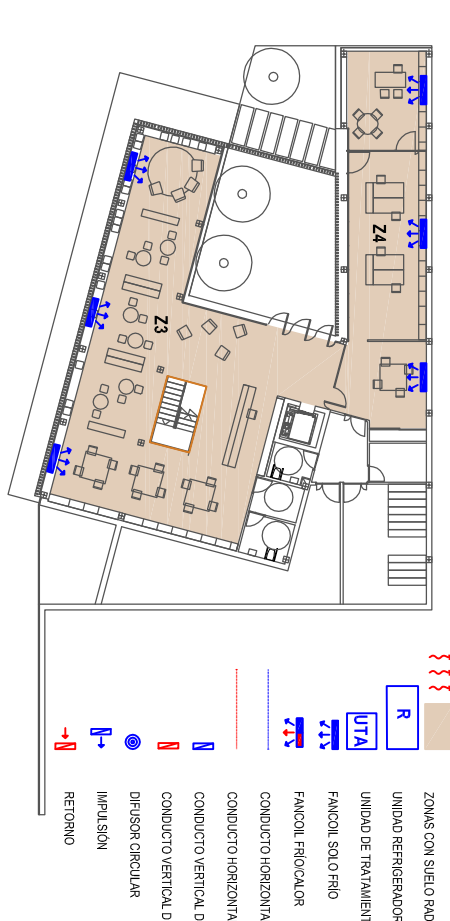 Z4
Z3
R
UTA
ZONAS CON SUELO RAD
UNIDAD REFRIGERADOR
UNIDAD DE TRATAMIENT
FANCOIL SOLO FRÍO
FANCOIL FRÍO/CALOR
CONDUCTO HORIZONTA
CONDUCTO HORIZONTA
CONDUCTO VERTICAL D
CONDUCTO VERTICAL D
DIFUSOR CIRCULAR
IMPULSIÓN
RETORNO